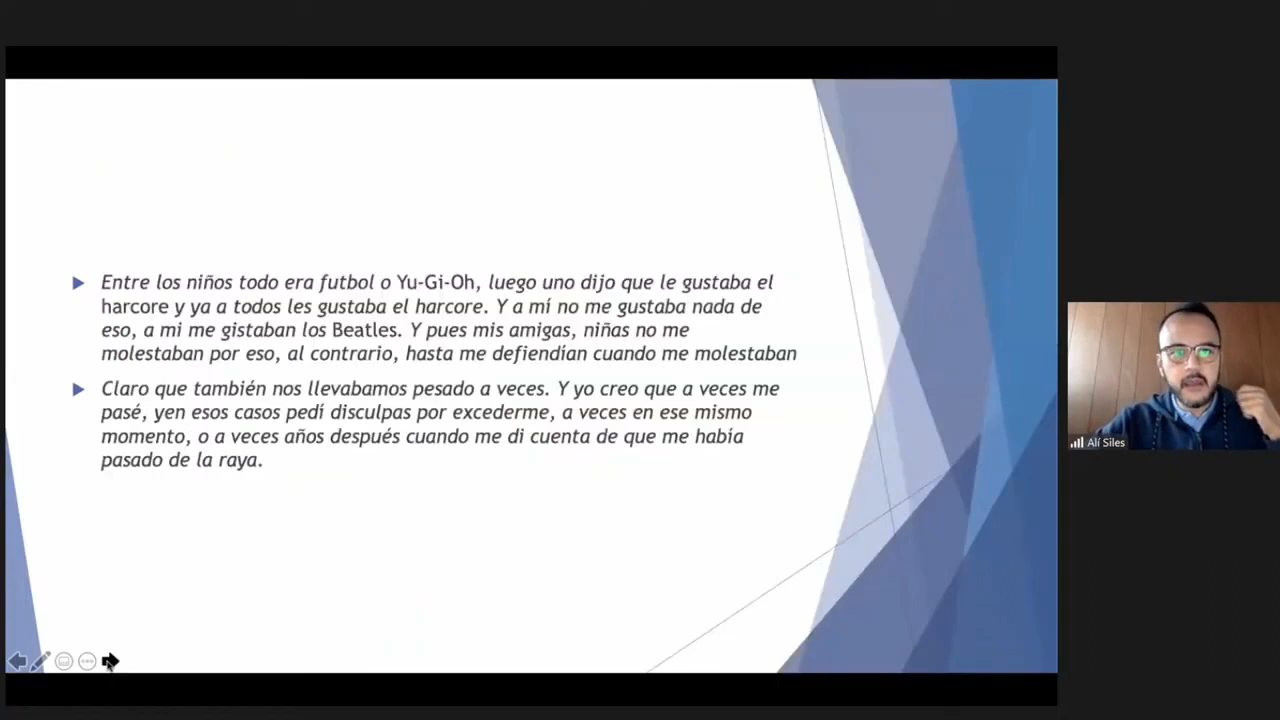 Entre los niños todo era futbol o Yu-Gi-Oh, luego uno dijo que le gustaba el
harcore y ya a todos les gustaba el harcore. Y a mí no me gustaba nada de
eso, a mi me gistaban los Beatles. Y pues mis amigas, niñas no me
molestaban por eso, al contrario, hasta me defiendían cuando me molestaban
Claro que también nos llevabamos pesado a veces. Y yo creo que a veces me
pasé, yen esos casos pedí disculpas por excederme, a veces en ese mismo
momento, o a veces años después cuando me di cuenta de que me había
pasado de la raya.
Alí Siles